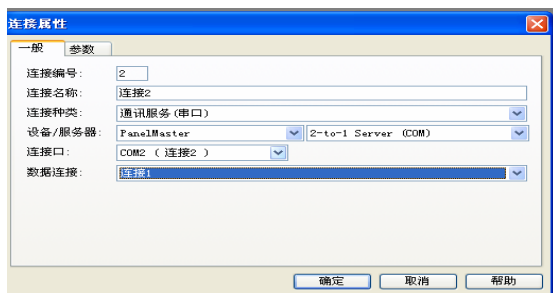 连接属性
一般 参数
连接编号: 2
连接名称: 连接2
连接种类: 通讯服务(串口)
设备/服务器: PanelMaster 2-to-1 Server (COM)
连接口: COM2 ( 连接2 )
数据连接: 连接1
确定 取消 帮助